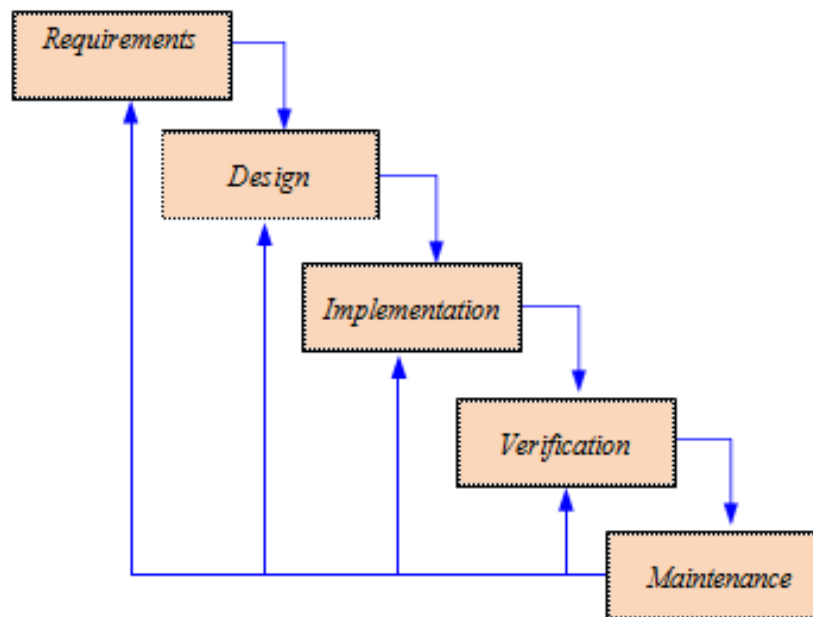 Requirements
Design
Implementation
Verification
Maintenance